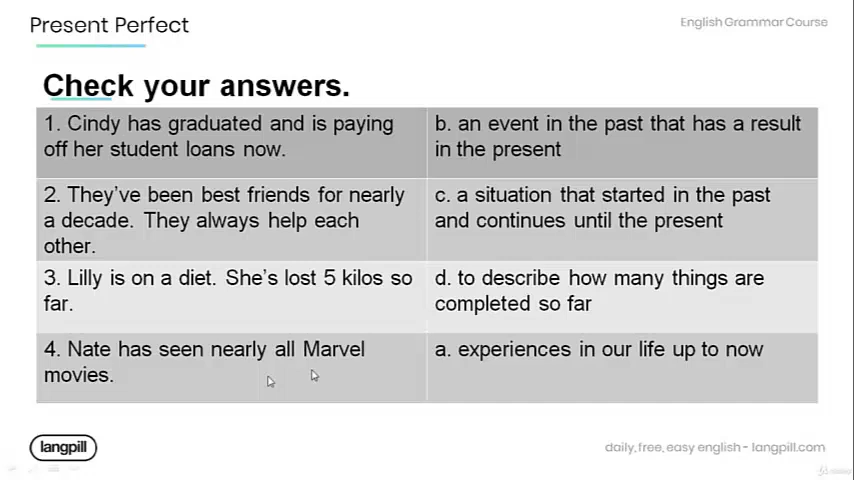 Present Perfect
English Grammar Course
Check your answers.
1. Cindy has graduated and is paying
off her student loans now.
b. an event in the past that has a result
in the present
2. They've been best friends for nearly
a decade. They always help each
other.
c. a situation that started in the past
and continues until the present
3. Lilly is on a diet. She's lost 5 kilos so
far.
d. to describe how many things are
completed so far
4. Nate has seen nearly all Marvel
movies.
a. experiences in our life up to now
langpill
daily, free, easy english - langpill.com